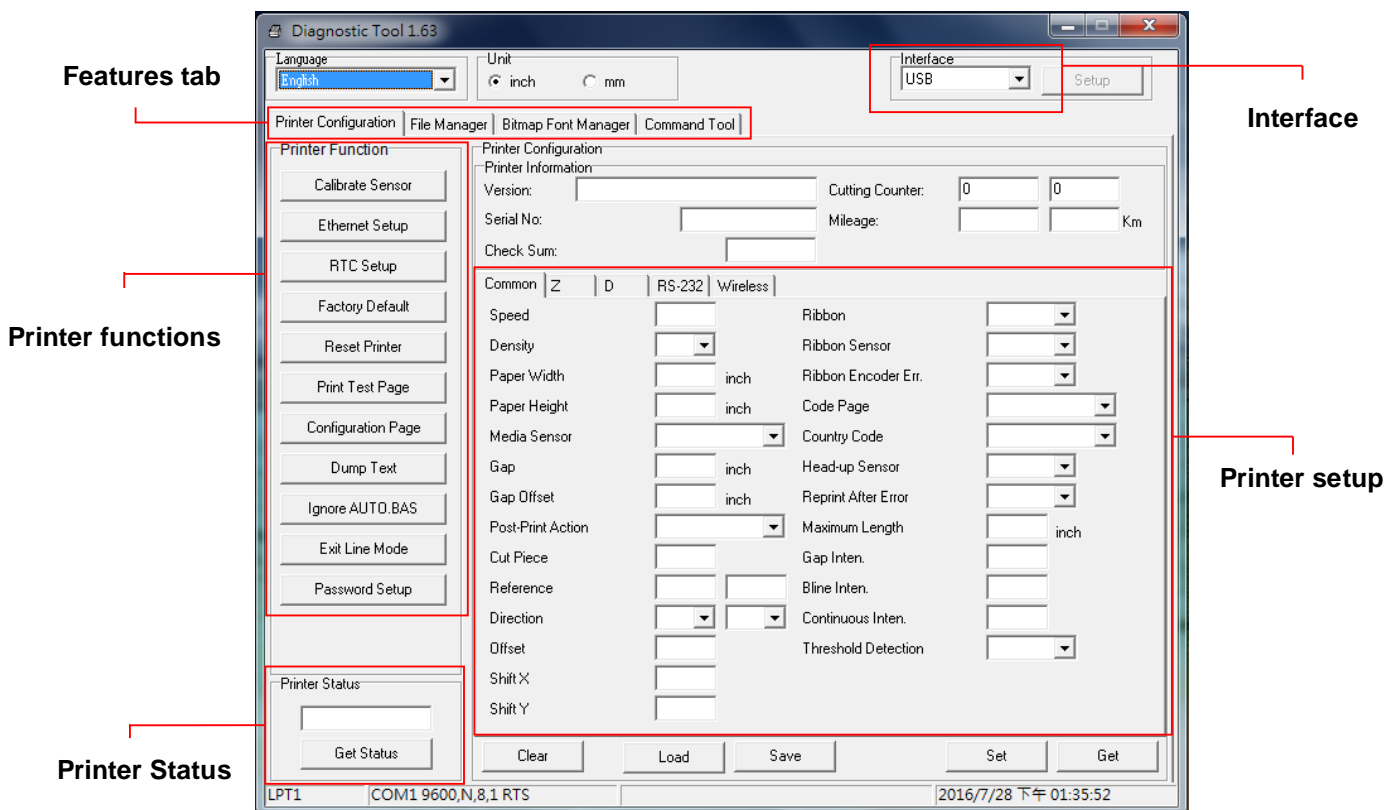 Diagnostic Tool 1.63
Language
English
Unit
inch
mm
Interface
USB
Setup
Features tab
Interface
Printer Configuration
File Manager
Bitmap Font Manager
Command Tool
Printer Function
Calibrate Sensor
Ethernet Setup
RTC Setup
Factory Default
Reset Printer
Print Test Page
Configuration Page
Dump Text
Ignore AUTO.BAS
Exit Line Mode
Password Setup
Printer functions
Printer Configuration
Printer Information
Version:
Cutting Counter: 0 0
Serial No:
Mileage: Km
Check Sum:
Common
Z
D
RS-232
Wireless
Speed
Density
Paper Width inch
Paper Height inch
Media Sensor
Gap inch
Gap Offset inch
Post-Print Action
Cut Piece
Reference
Direction
Offset
Shift X
Shift Y
Ribbon
Ribbon Sensor
Ribbon Encoder Err.
Code Page
Country Code
Head-up Sensor
Reprint After Error
Maximum Length inch
Gap Inten.
Bline Inten.
Continuous Inten.
Threshold Detection
Printer setup
Printer Status
Get Status
Printer Status
Clear
Load
Save
Set
Get
LPT1
COM1 9600,N,8,1 RTS
2016/7/28 下午 01:35:52